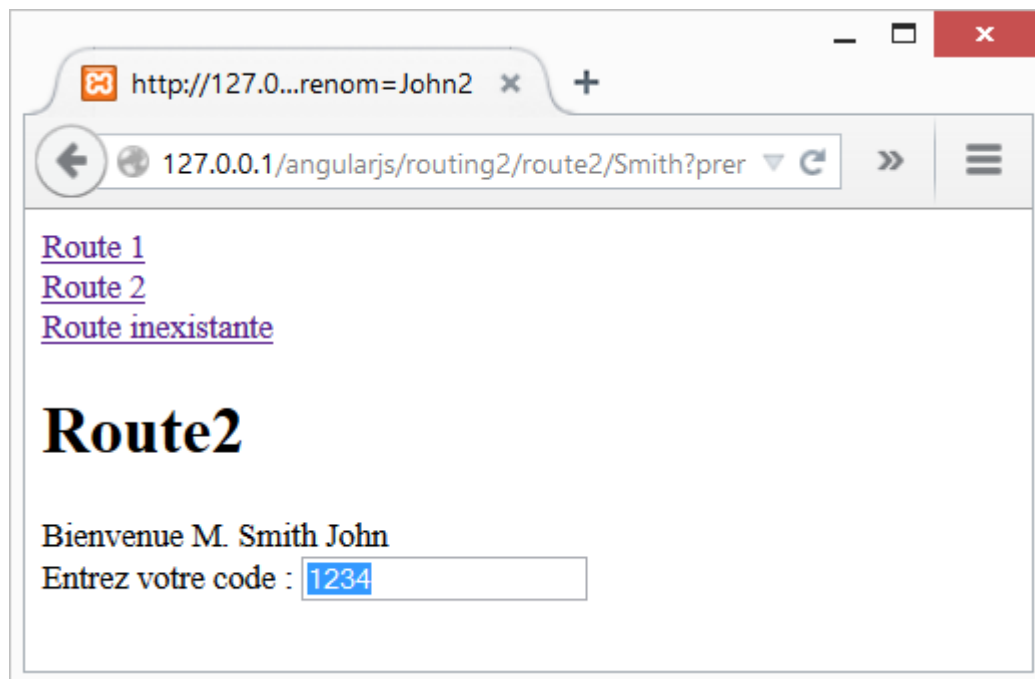 http://127.0...renom=John2
127.0.0.1/angularjs/routing2/route2/Smith?prer
Route 1
Route 2
Route inexistante
Route2
Bienvenue M. Smith John
Entrez votre code : 1234